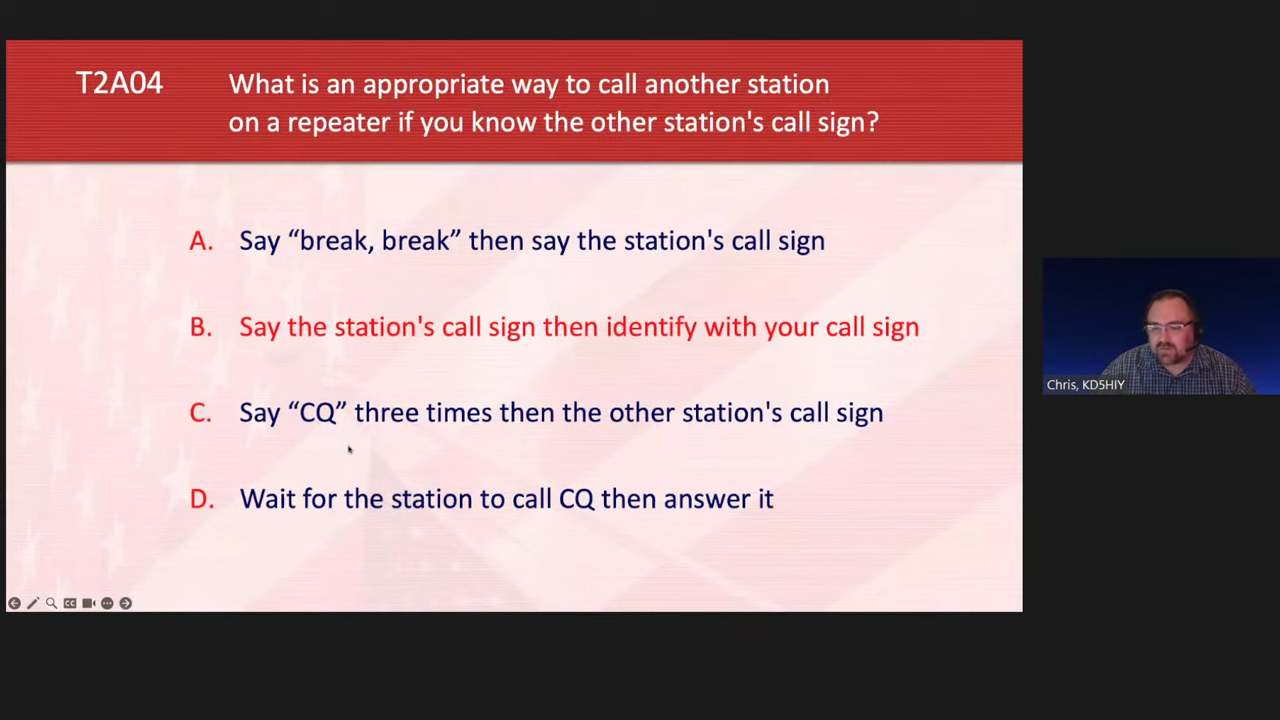 T2A04
What is an appropriate way to call another station
on a repeater if you know the other station's call sign?
A. Say “break, break” then say the station's call sign
B. Say the station's call sign then identify with your call sign
C. Say “CQ” three times then the other station's call sign
D. Wait for the station to call CQ then answer it
Chris, KD5HIY
CC